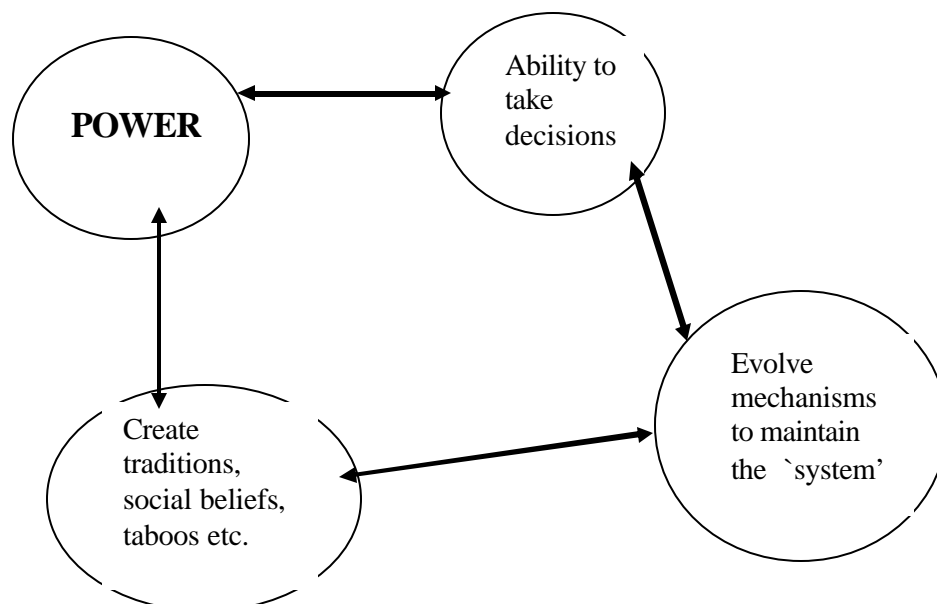 POWER
Ability to
take
decisions
Evolve
mechanisms
to maintain
the `system’
Create
traditions,
social beliefs,
taboos etc.